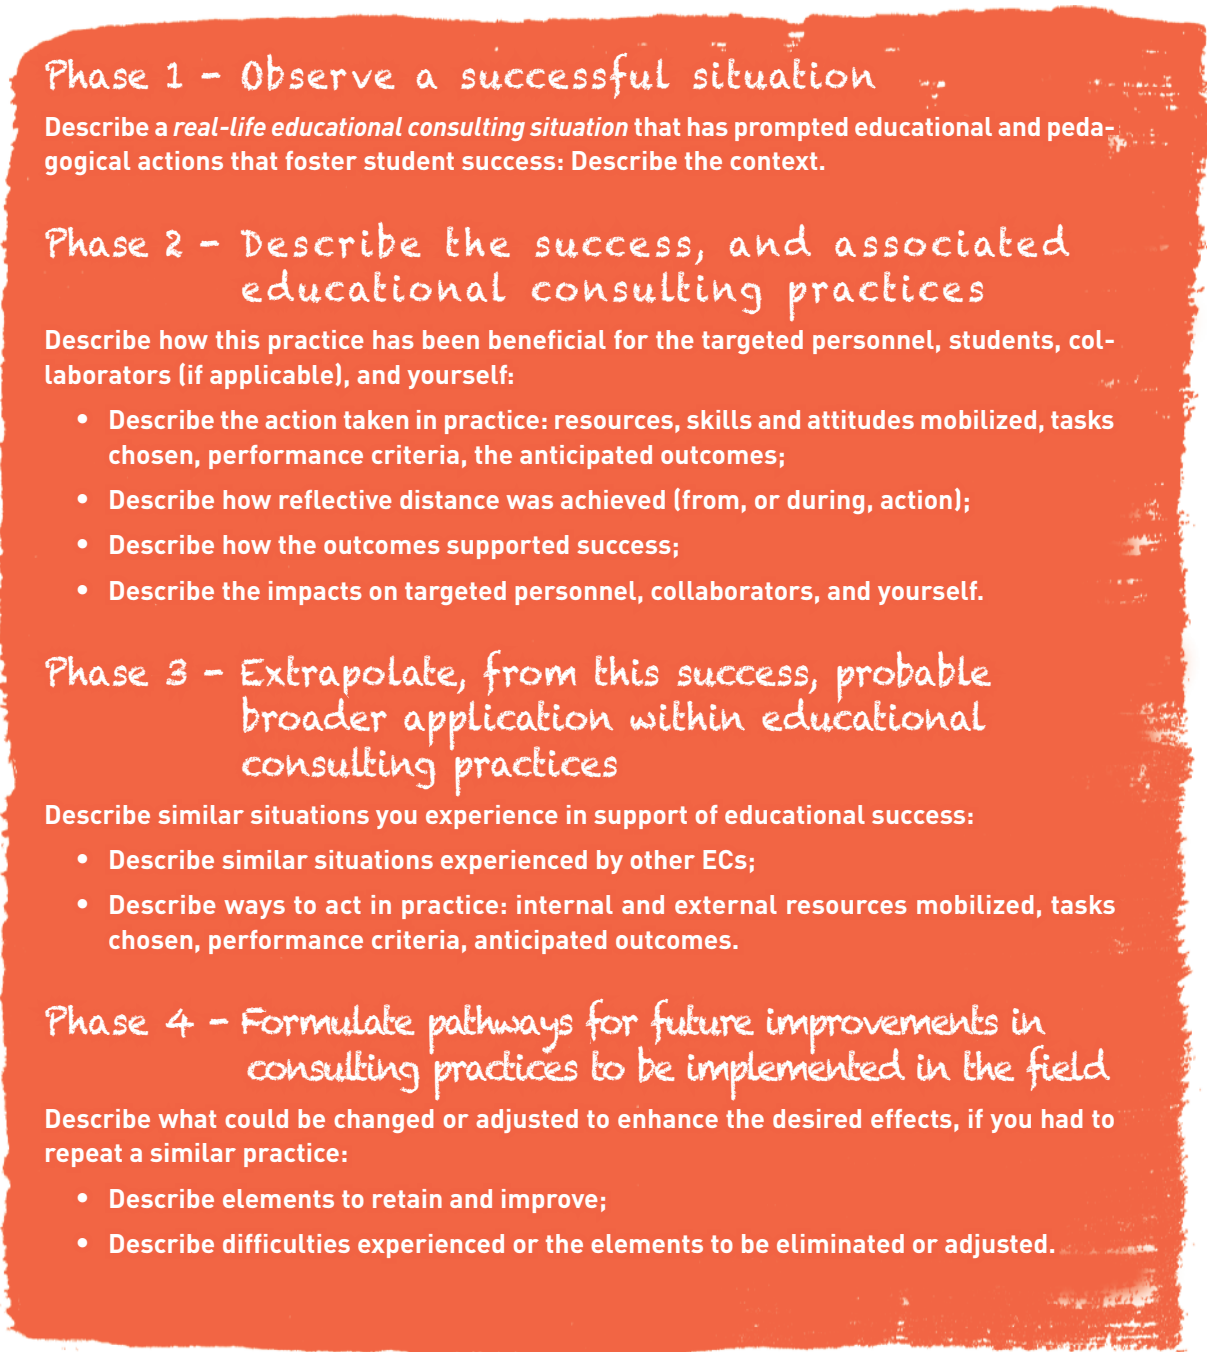 Phase 1 - Observe a successful situation
Describe a real-life educational consulting situation that has prompted educational and peda-
gogical actions that foster student success: Describe the context.
Phase 2 - Describe the success, and associated
educational consulting practices
Describe how this practice has been beneficial for the targeted personnel, students, col-
laborators (if applicable), and yourself:
• Describe the action taken in practice: resources, skills and attitudes mobilized, tasks
chosen, performance criteria, the anticipated outcomes;
• Describe how reflective distance was achieved (from, or during, action);
• Describe how the outcomes supported success;
• Describe the impacts on targeted personnel, collaborators, and yourself.
Phase 3 - Extrapolate, from this success, probable
broader application within educational
consulting practices
Describe similar situations you experience in support of educational success:
• Describe similar situations experienced by other ECs;
• Describe ways to act in practice: internal and external resources mobilized, tasks
chosen, performance criteria, anticipated outcomes.
Phase 4 - Formulate pathways for future improvements in
consulting practices to be implemented in the field
Describe what could be changed or adjusted to enhance the desired effects, if you had to
repeat a similar practice:
• Describe elements to retain and improve;
• Describe difficulties experienced or the elements to be eliminated or adjusted.